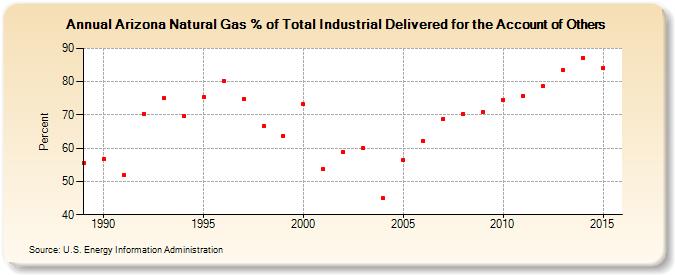 Annual Arizona Natural Gas % of Total Industrial Delivered for the Account of Others
Percent
90
80
70
60
50
40
1990 1995 2000 2005 2010 2015
Source: U.S. Energy Information Administration